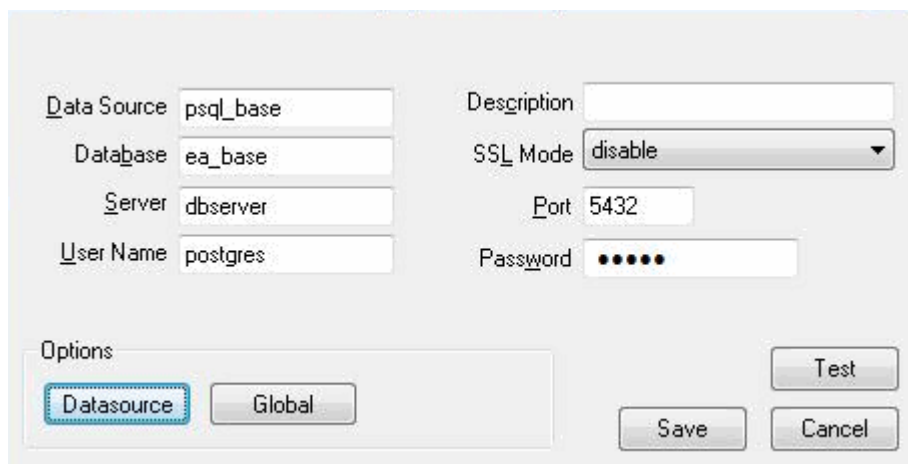 Data Source psql_base
Description
Database ea_base
SSL Mode disable
Server dbserver
Port 5432
User Name postgres
Password •••••
Options
Datasource
Global
Test
Save
Cancel